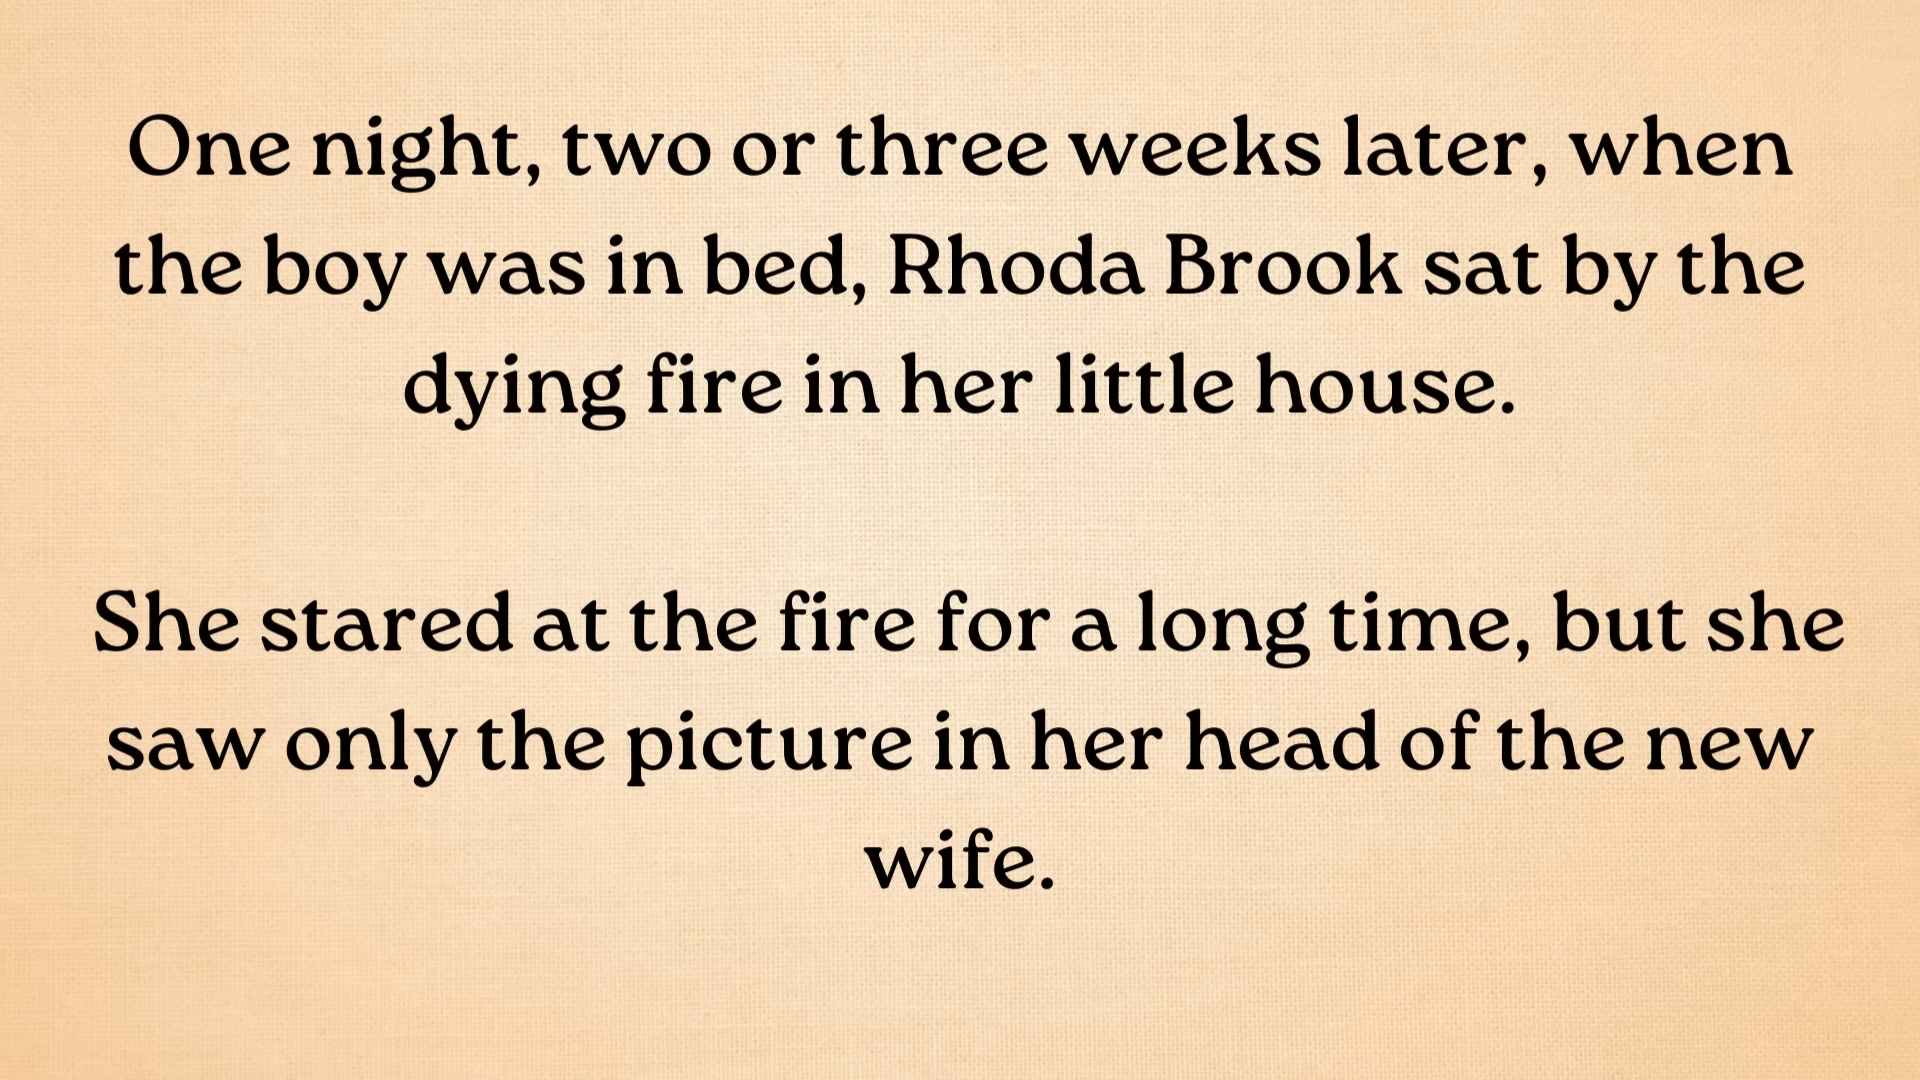 One night, two or three weeks later, when
the boy was in bed, Rhoda Brook sat by the
dying fire in her little house.
She stared at the fire for a long time, but she
saw only the picture in her head of the new
wife.